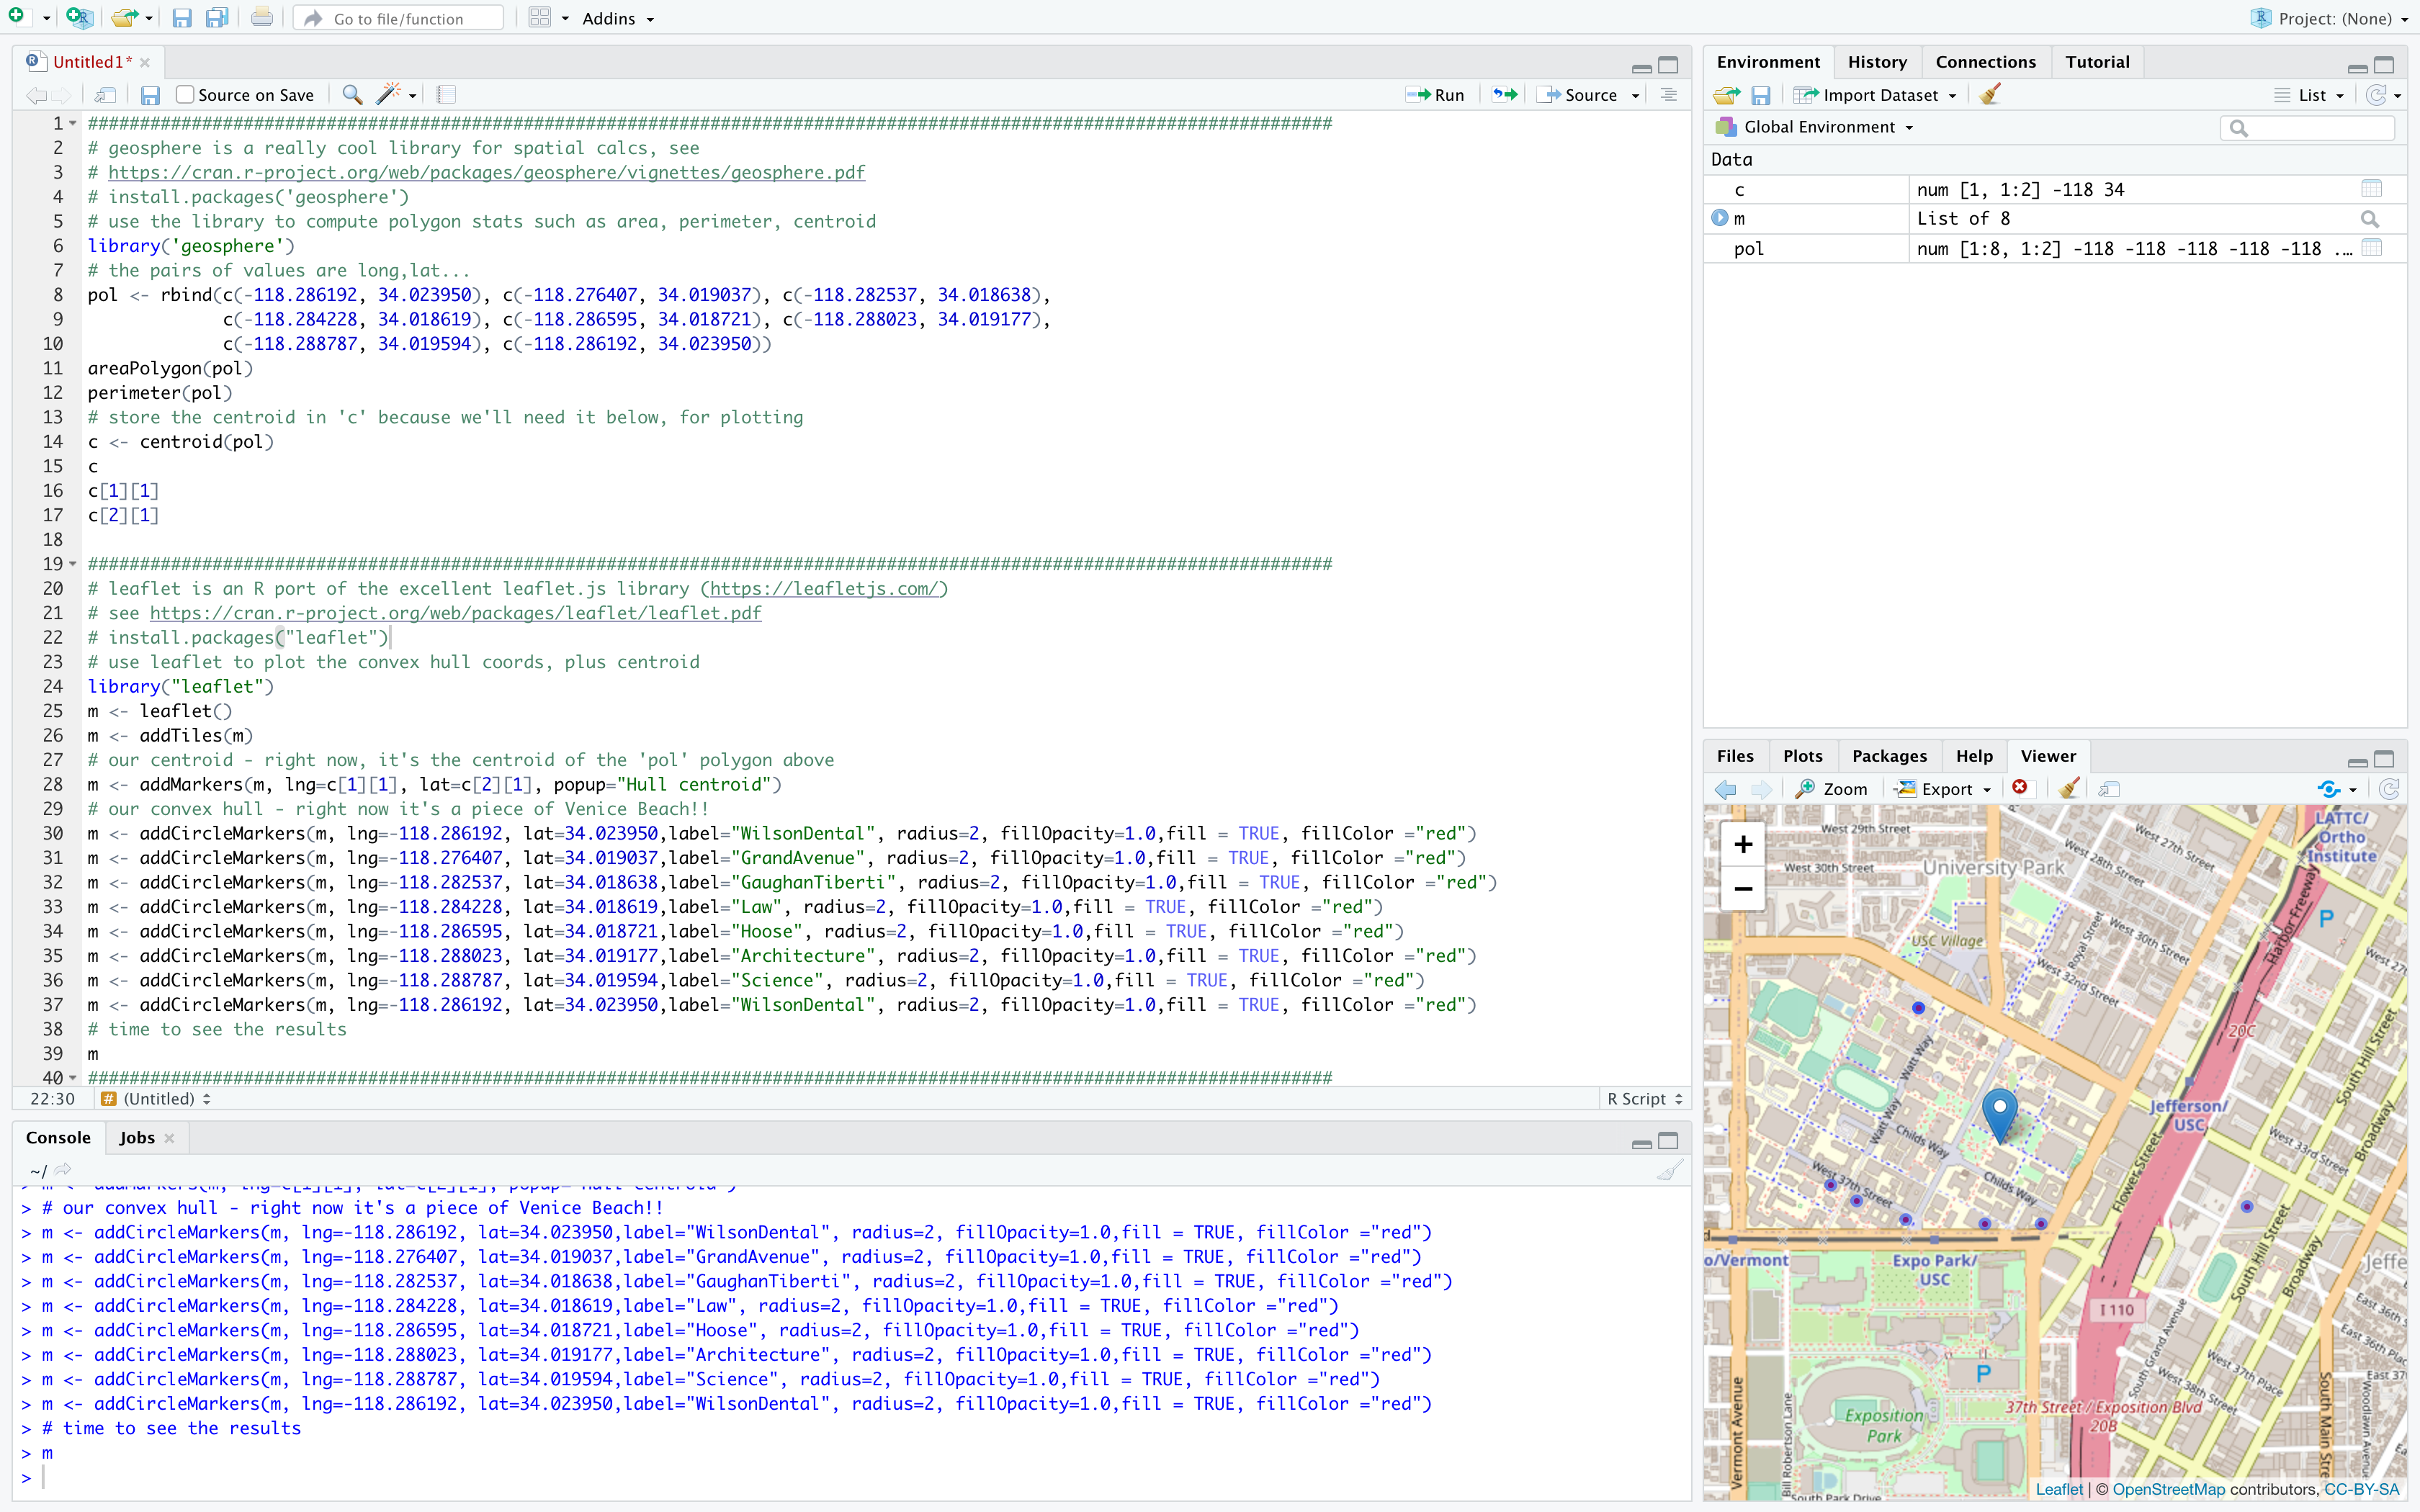 Go to file/function
Addins
Project: (None)
Untitled1*
Source on Save
Run
Source
1 ########################################################################################################################
2 # geosphere is a really cool library for spatial calcs, see
3 # https://cran.r-project.org/web/packages/geosphere/vignettes/geosphere.pdf
4 # install.packages('geosphere')
5 # use the library to compute polygon stats such as area, perimeter, centroid
6 library('geosphere')
7 # the pairs of values are long,lat...
8 pol <- rbind(c(-118.286192, 34.023950), c(-118.276407, 34.019037), c(-118.282537, 34.018638),
9 c(-118.284228, 34.018619), c(-118.286595, 34.018721), c(-118.288023, 34.019177),
10 c(-118.288787, 34.019594), c(-118.286192, 34.023950))
11 areaPolygon(pol)
12 perimeter(pol)
13 # store the centroid in 'c' because we'll need it below, for plotting
14 c <- centroid(pol)
15 c
16 c[1][1]
17 c[2][1]
18
19 ########################################################################################################################
20 # leaflet is an R port of the excellent leaflet.js library (https://leafletjs.com/)
21 # see https://cran.r-project.org/web/packages/leaflet/leaflet.pdf
22 # install.packages("leaflet")
23 # use leaflet to plot the convex hull coords, plus centroid
24 library("leaflet")
25 m <- leaflet()
26 m <- addTiles(m)
27 # our centroid - right now, it's the centroid of the 'pol' polygon above
28 m <- addMarkers(m, lng=c[1][1], lat=c[2][1], popup="Hull centroid")
29 # our convex hull - right now it's a piece of Venice Beach!!
30 m <- addCircleMarkers(m, lng=-118.286192, lat=34.023950,label="WilsonDental", radius=2, fillOpacity=1.0,fill = TRUE, fillColor ="red")
31 m <- addCircleMarkers(m, lng=-118.276407, lat=34.019037,label="GrandAvenue", radius=2, fillOpacity=1.0,fill = TRUE, fillColor ="red")
32 m <- addCircleMarkers(m, lng=-118.282537, lat=34.018638,label="GaughanTiberti", radius=2, fillOpacity=1.0,fill = TRUE, fillColor ="red")
33 m <- addCircleMarkers(m, lng=-118.284228, lat=34.018619,label="Law", radius=2, fillOpacity=1.0,fill = TRUE, fillColor ="red")
34 m <- addCircleMarkers(m, lng=-118.286595, lat=34.018721,label="Hoose", radius=2, fillOpacity=1.0,fill = TRUE, fillColor ="red")
35 m <- addCircleMarkers(m, lng=-118.288023, lat=34.019177,label="Architecture", radius=2, fillOpacity=1.0,fill = TRUE, fillColor ="red")
36 m <- addCircleMarkers(m, lng=-118.288787, lat=34.019594,label="Science", radius=2, fillOpacity=1.0,fill = TRUE, fillColor ="red")
37 m <- addCircleMarkers(m, lng=-118.286192, lat=34.023950,label="WilsonDental", radius=2, fillOpacity=1.0,fill = TRUE, fillColor ="red")
38 # time to see the results
39 m
40 ########################################################################################################################
22:30
(Untitled)
R Script
Console
Jobs
~/
> m <- addMarkers(m, lng=c[1][1], lat=c[2][1], popup="Hull centroid")
> # our convex hull - right now it's a piece of Venice Beach!!
> m <- addCircleMarkers(m, lng=-118.286192, lat=34.023950,label="WilsonDental", radius=2, fillOpacity=1.0,fill = TRUE, fillColor ="red")
> m <- addCircleMarkers(m, lng=-118.276407, lat=34.019037,label="GrandAvenue", radius=2, fillOpacity=1.0,fill = TRUE, fillColor ="red")
> m <- addCircleMarkers(m, lng=-118.282537, lat=34.018638,label="GaughanTiberti", radius=2, fillOpacity=1.0,fill = TRUE, fillColor ="red")
> m <- addCircleMarkers(m, lng=-118.284228, lat=34.018619,label="Law", radius=2, fillOpacity=1.0,fill = TRUE, fillColor ="red")
> m <- addCircleMarkers(m, lng=-118.286595, lat=34.018721,label="Hoose", radius=2, fillOpacity=1.0,fill = TRUE, fillColor ="red")
> m <- addCircleMarkers(m, lng=-118.288023, lat=34.019177,label="Architecture", radius=2, fillOpacity=1.0,fill = TRUE, fillColor ="red")
> m <- addCircleMarkers(m, lng=-118.288787, lat=34.019594,label="Science", radius=2, fillOpacity=1.0,fill = TRUE, fillColor ="red")
> m <- addCircleMarkers(m, lng=-118.286192, lat=34.023950,label="WilsonDental", radius=2, fillOpacity=1.0,fill = TRUE, fillColor ="red")
> # time to see the results
> m
>
Environment
History
Connections
Tutorial
Import Dataset
List
Global Environment
Data
c num [1, 1:2] -118 34
m List of 8
pol num [1:8, 1:2] -118 -118 -118 -118 -118 ...
Files
Plots
Packages
Help
Viewer
Zoom
Export
+
−
West 29th Street
West 30th Street
University Park
West 28th Street
West 27th Street
West 28th Street
LATTC/
Ortho
Institute
Harbor Freeway
P
USC Village
Royal Street
West 30th Street
West 32nd Street
West 27th
20C
Watt Way
Watt Way
Childs Way
Childs Way
West 37th Street
Jefferson/
USC
Flower Street
South Hill Street
Broadway
West 33rd Street
o/Vermont
Expo Park/
USC
I 110
South Hill Street
Broadway
Jeffe
East 36th Street
East 36th Plac
East 37
South Grand Avenue
West 37th Place
West 38th Street
P
Exposition
Park
37th Street / Exposition Blvd
20B
Vermont Avenue
Bill Robertson Lane
South Park Drive
South Main Stre
Woodlawn Avenue
Leaflet | © OpenStreetMap contributors, CC-BY-SA